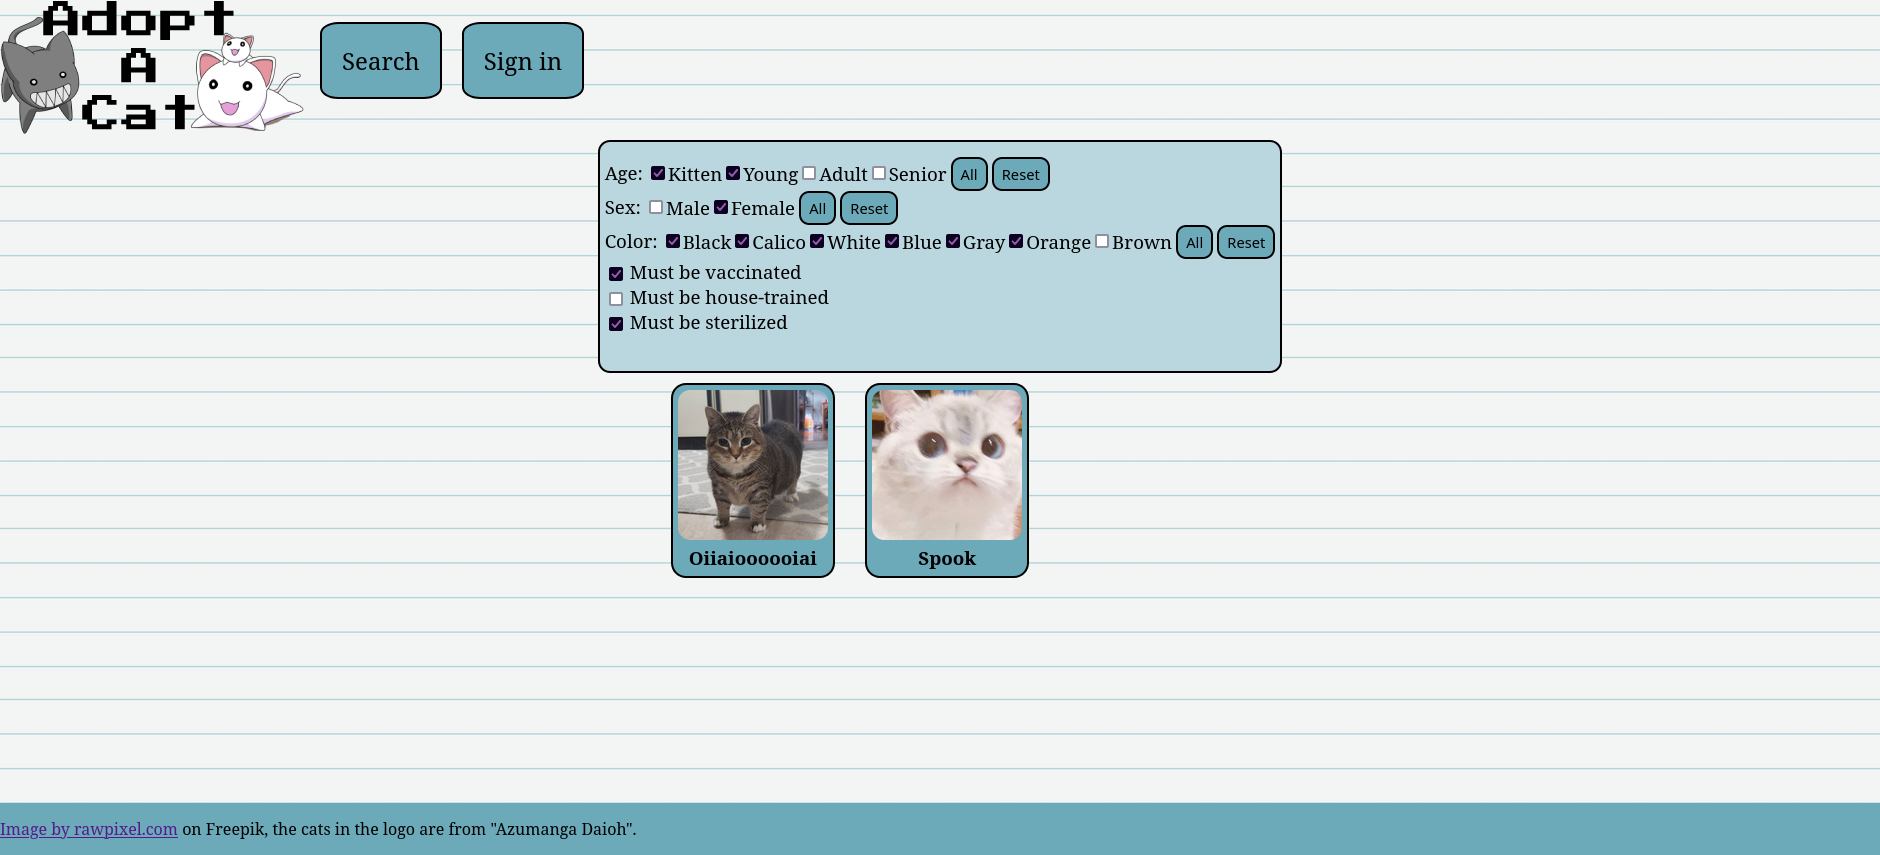 Adopt
A
Cat
Search
Sign in
Age: Kitten Young Adult Senior All Reset
Sex: Male Female All Reset
Color: Black Calico White Blue Gray Orange Brown All Reset
Must be vaccinated
Must be house-trained
Must be sterilized
Oiiaioooooiai Spook
Image by rawpixel.com on Freepik, the cats in the logo are from "Azumanga Daioh".